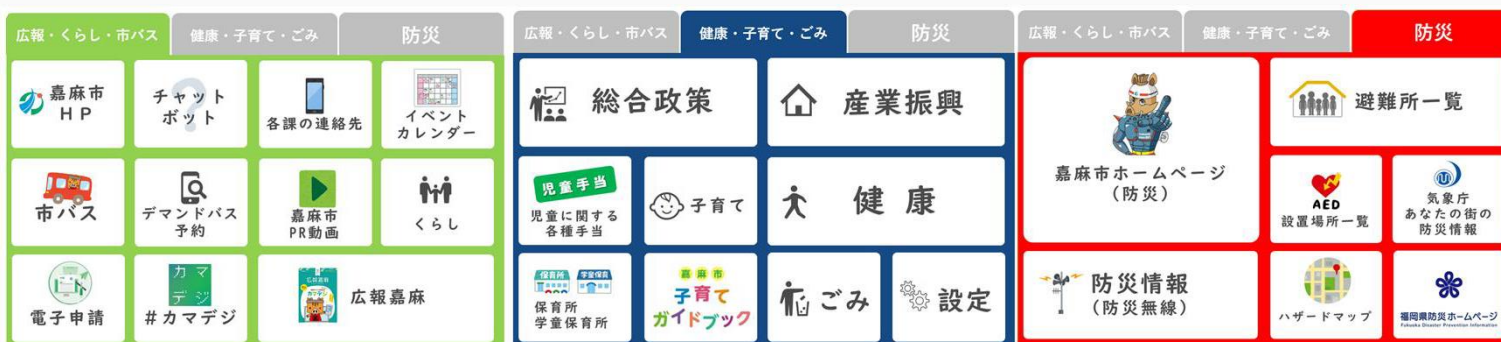 広報・くらし・市バス
健康・子育て・ごみ
防災
嘉麻市
HP
チャット
ボット
各課の連絡先
イベント
カレンダー
市バス
デマンドバス
予約
嘉麻市
PR動画
くらし
電子申請
カマ
デジ
#カマデジ
広報嘉麻
広報・くらし・市バス
健康・子育て・ごみ
防災
総合政策
産業振興
児童手当
児童に関する
各種手当
子育て
健康
保育所
学童保育
保育所
学童保育所
嘉麻市
子育て
ガイドブック
ごみ
設定
広報・くらし・市バス
健康・子育て・ごみ
防災
嘉麻市ホームページ
(防災)
避難所一覧
AED
設置場所一覧
気象庁
あなたの街の
防災情報
防災情報
(防災無線)
ハザードマップ
福岡県防災ホームページ
Fukuoka Disaster Prevention Information